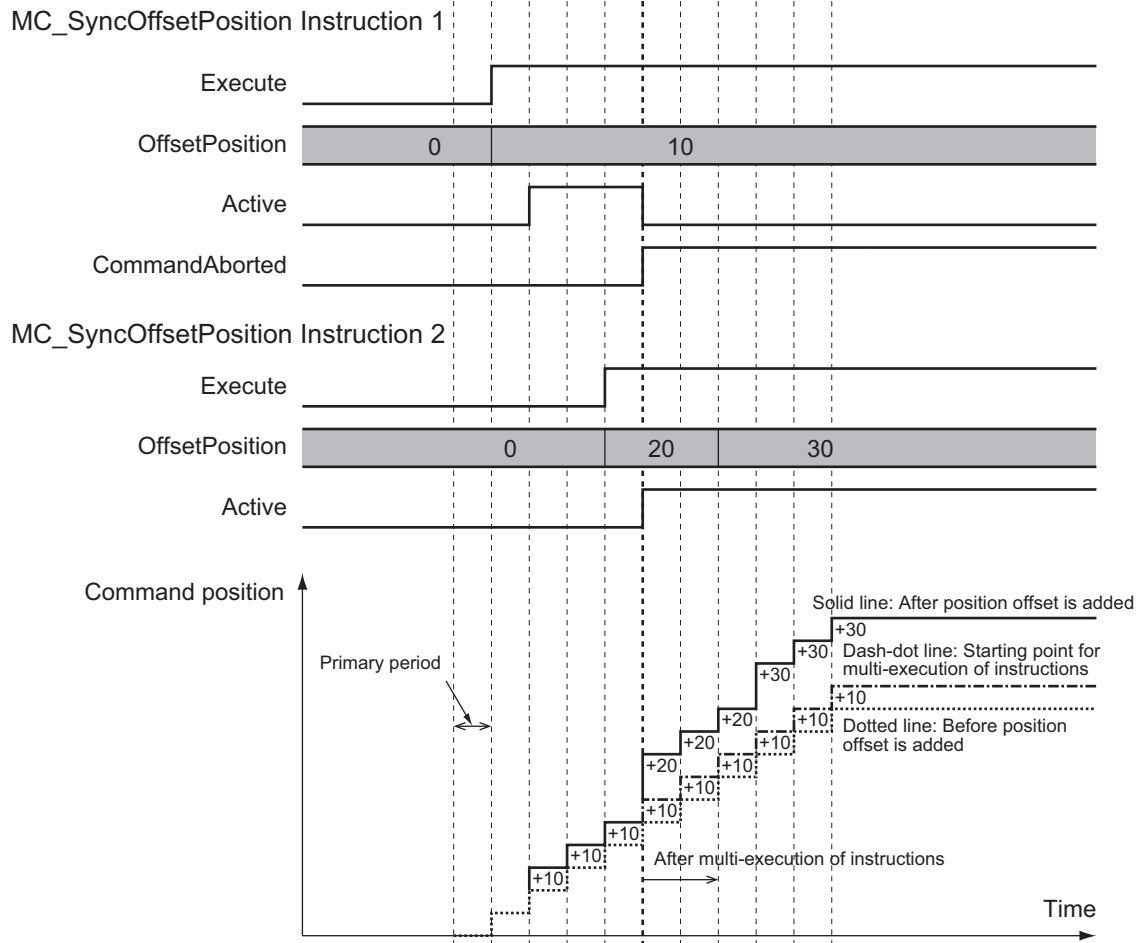 MC_SyncOffsetPosition Instruction 1
Execute
OffsetPosition
0
10
Active
CommandAborted
MC_SyncOffsetPosition Instruction 2
Execute
OffsetPosition
0
20
30
Active
Command position
Solid line: After position offset is added
+30
+30
Dash-dot line: Starting point for
multi-execution of instructions
Primary period
+30
+10
+20
+10
Dotted line: Before position
offset is added
+20
+10
+20
+10
+10
+10
+10
After multi-execution of instructions
+10
+10
Time